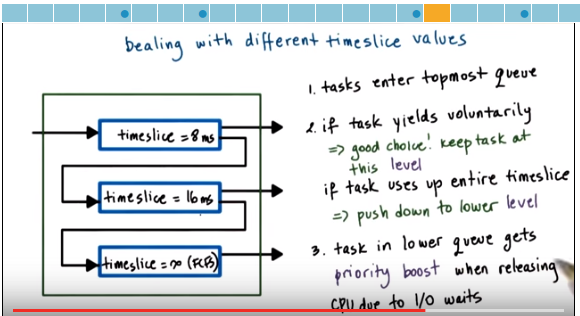 Dealing with different timeslice values
timeslice = 8 ms
timeslice = 16 ms
timeslice = ∞ (FCFS)
1. tasks enter topmost queue
2. if task yields voluntarily
=> good choice! keep task at
this level
if task uses up entire timeslice
=> push down to lower level
3. task in lower queue gets
priority boost when releasing
CPU due to I/O waits